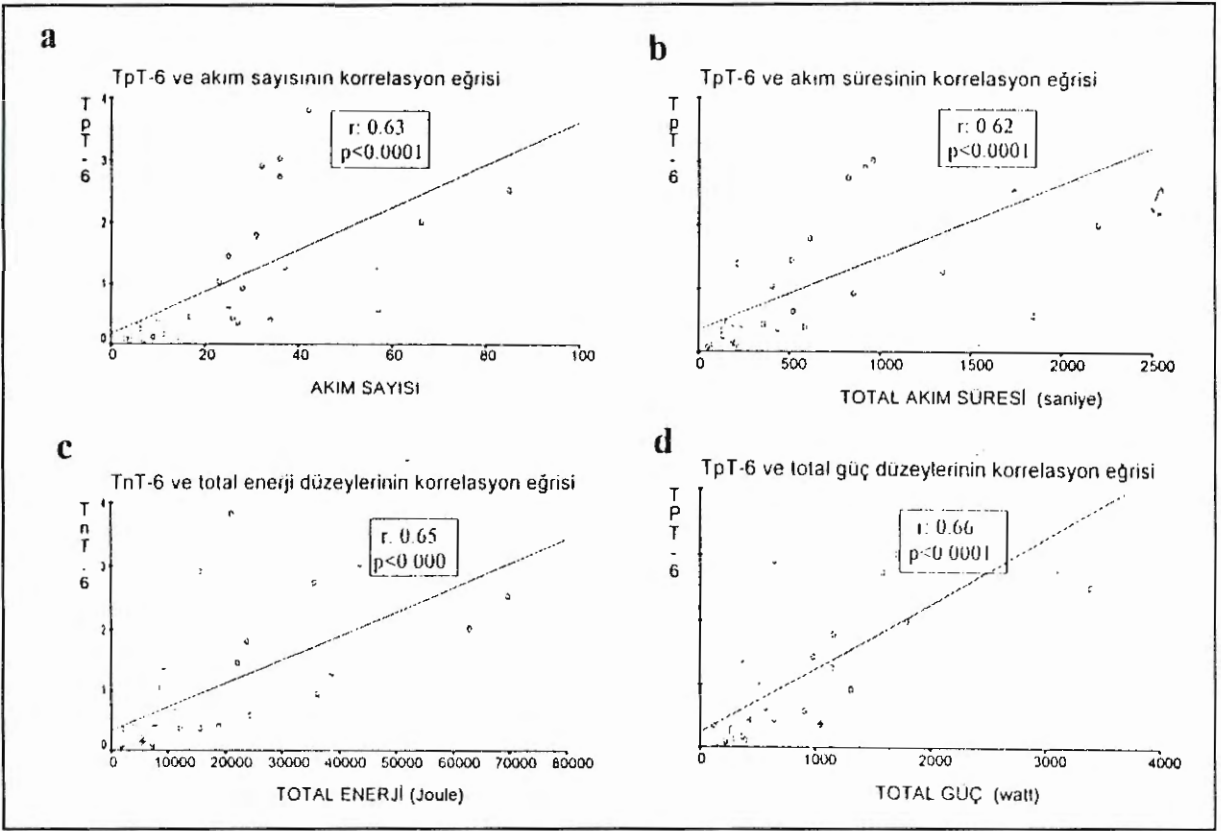 a
TpT-6 ve akım sayısının korrelasyon eğrisi
TpT-6
4
3
2
1
0
r: 0.63
p<0.0001
0 20 40 60 80 100
AKIM SAYISI
b
TpT-6 ve akım süresinin korrelasyon eğrisi
TpT-6
r: 0 62
p<0.0001
0 500 1000 1500 2000 2500
TOTAL AKIM SÜRESİ (saniye)
c
TnT-6 ve total enerji düzeylerinin korrelasyon eğrisi
TnT-6
4
3
2
1
0
r. 0.65
p<0 000
0 10000 20000 30000 40000 50000 60000 70000 80000
TOTAL ENERJİ (Joule)
d
TpT-6 ve total güç düzeylerinin korrelasyon eğrisi
TPT-6
r: 0.66
p<0 0001
0 1000 2000 3000 4000
TOTAL GÜÇ (watt)